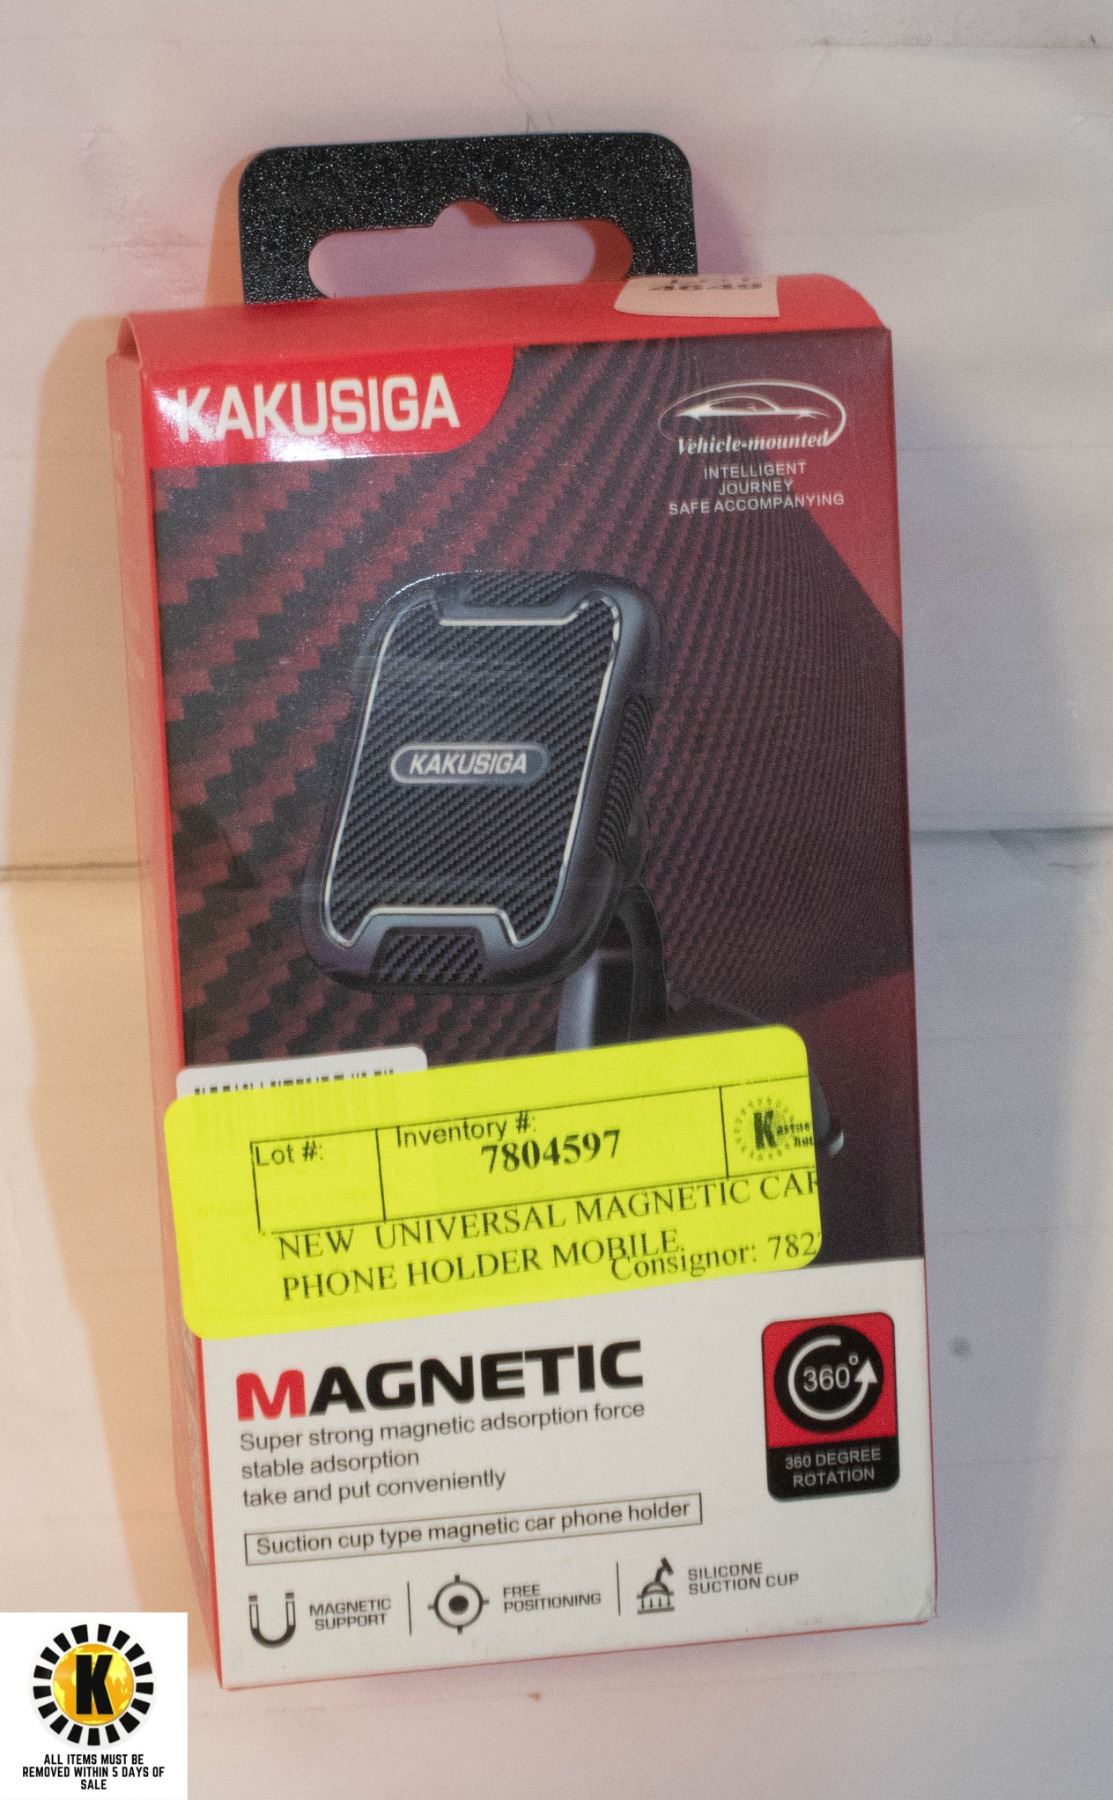 KAKUSIGA
Vehicle-mounted
INTELLIGENT
JOURNEY
SAFE ACCOMPANYING
KAKUSIGA
Lot #:
Inventory #:
7804597
NEW UNIVERSAL MAGNETIC CAR
PHONE HOLDER MOBILE
Consignor: 782
MAGNETIC
Super strong magnetic adsorption force
stable adsorption
take and put conveniently
360°
360 DEGREE
ROTATION
Suction cup type magnetic car phone holder
MAGNETIC
SUPPORT
FREE
POSITIONING
SILICONE
SUCTION CUP
K
ALL ITEMS MUST BE
REMOVED WITHIN 5 DAYS OF
SALE